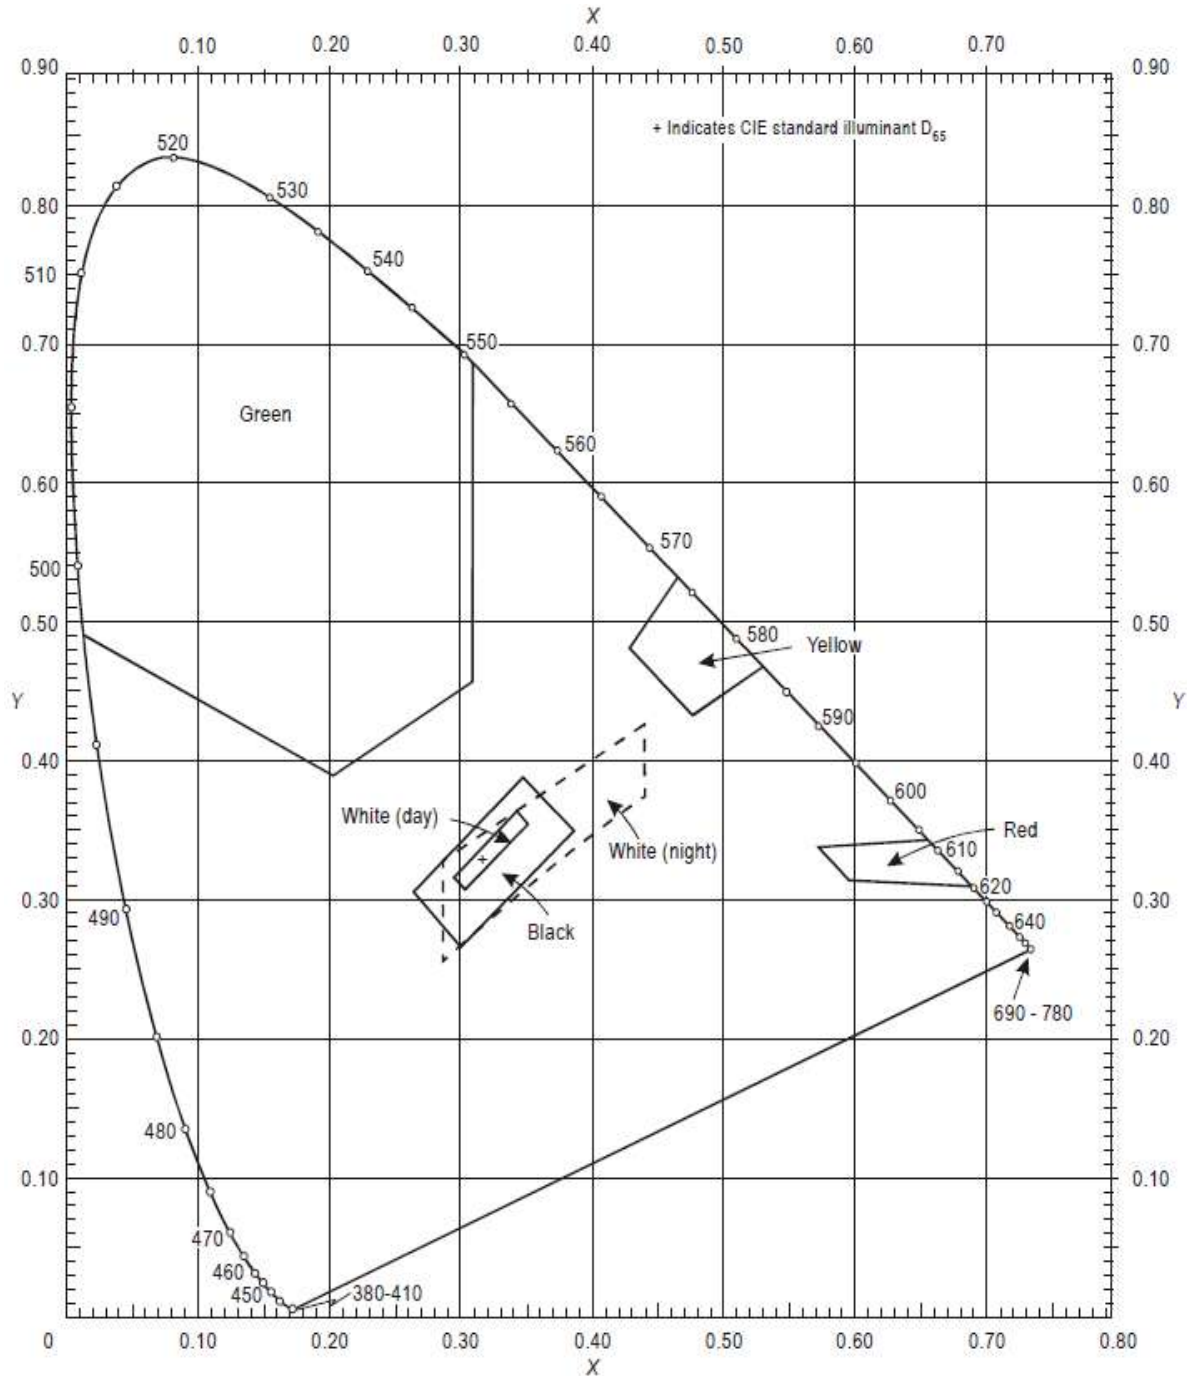 X
0.10 0.20 0.30 0.40 0.50 0.60 0.70
0.90 0.90
+ Indicates CIE standard illuminant D65
520
530
0.80 0.80
540
510
550
0.70 0.70
Green
560
0.60 0.60
570
500
0.50 0.50
580
Yellow
Y Y
590
0.40 0.40
600
White (day)
Red
610
White (night)
620
0.30 0.30
490
640
Black
690 - 780
0.20 0.20
480
0.10 0.10
470
460
450
380-410
0 0.10 0.20 0.30 0.40 0.50 0.60 0.70 0.80
X